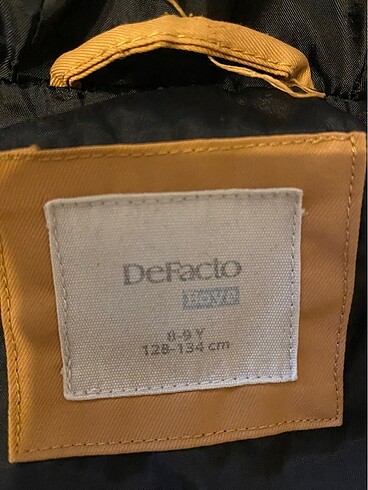 DeFacto
Boys
8-9 Y
128-134 cm